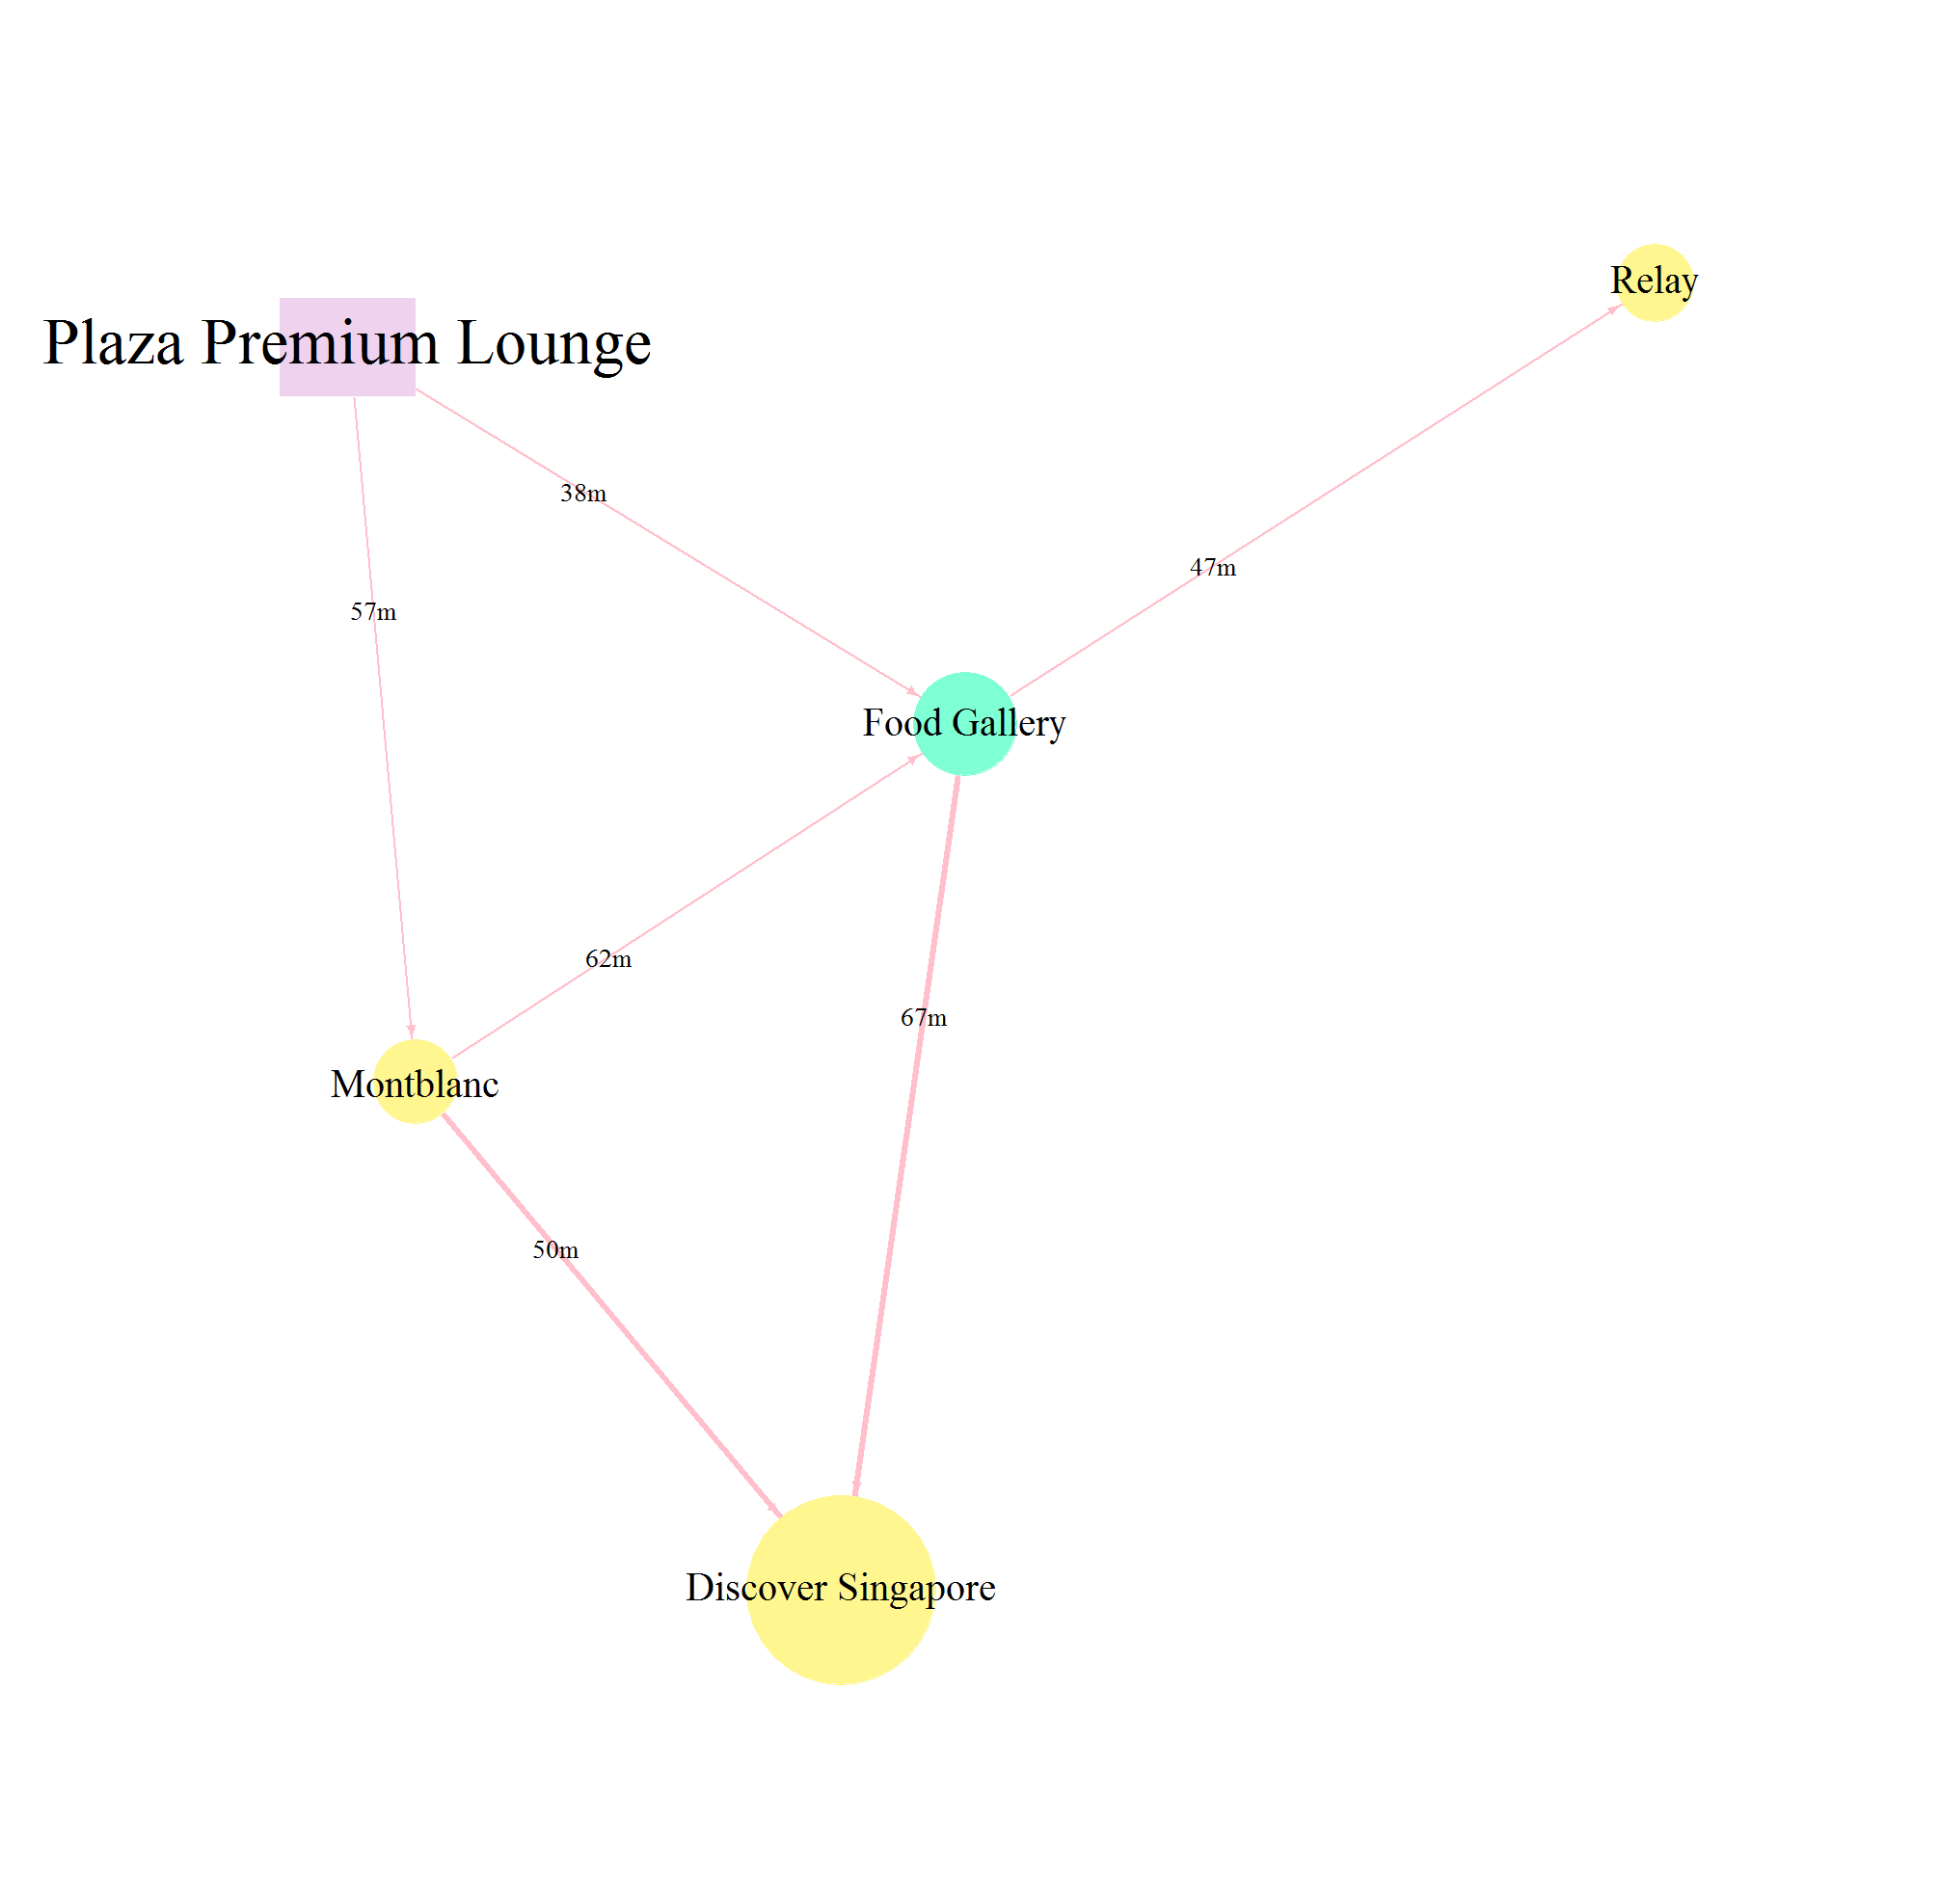 Relay
Plaza Premium Lounge
38m
47m
57m
Food Gallery
62m
67m
Montblanc
50m
Discover Singapore